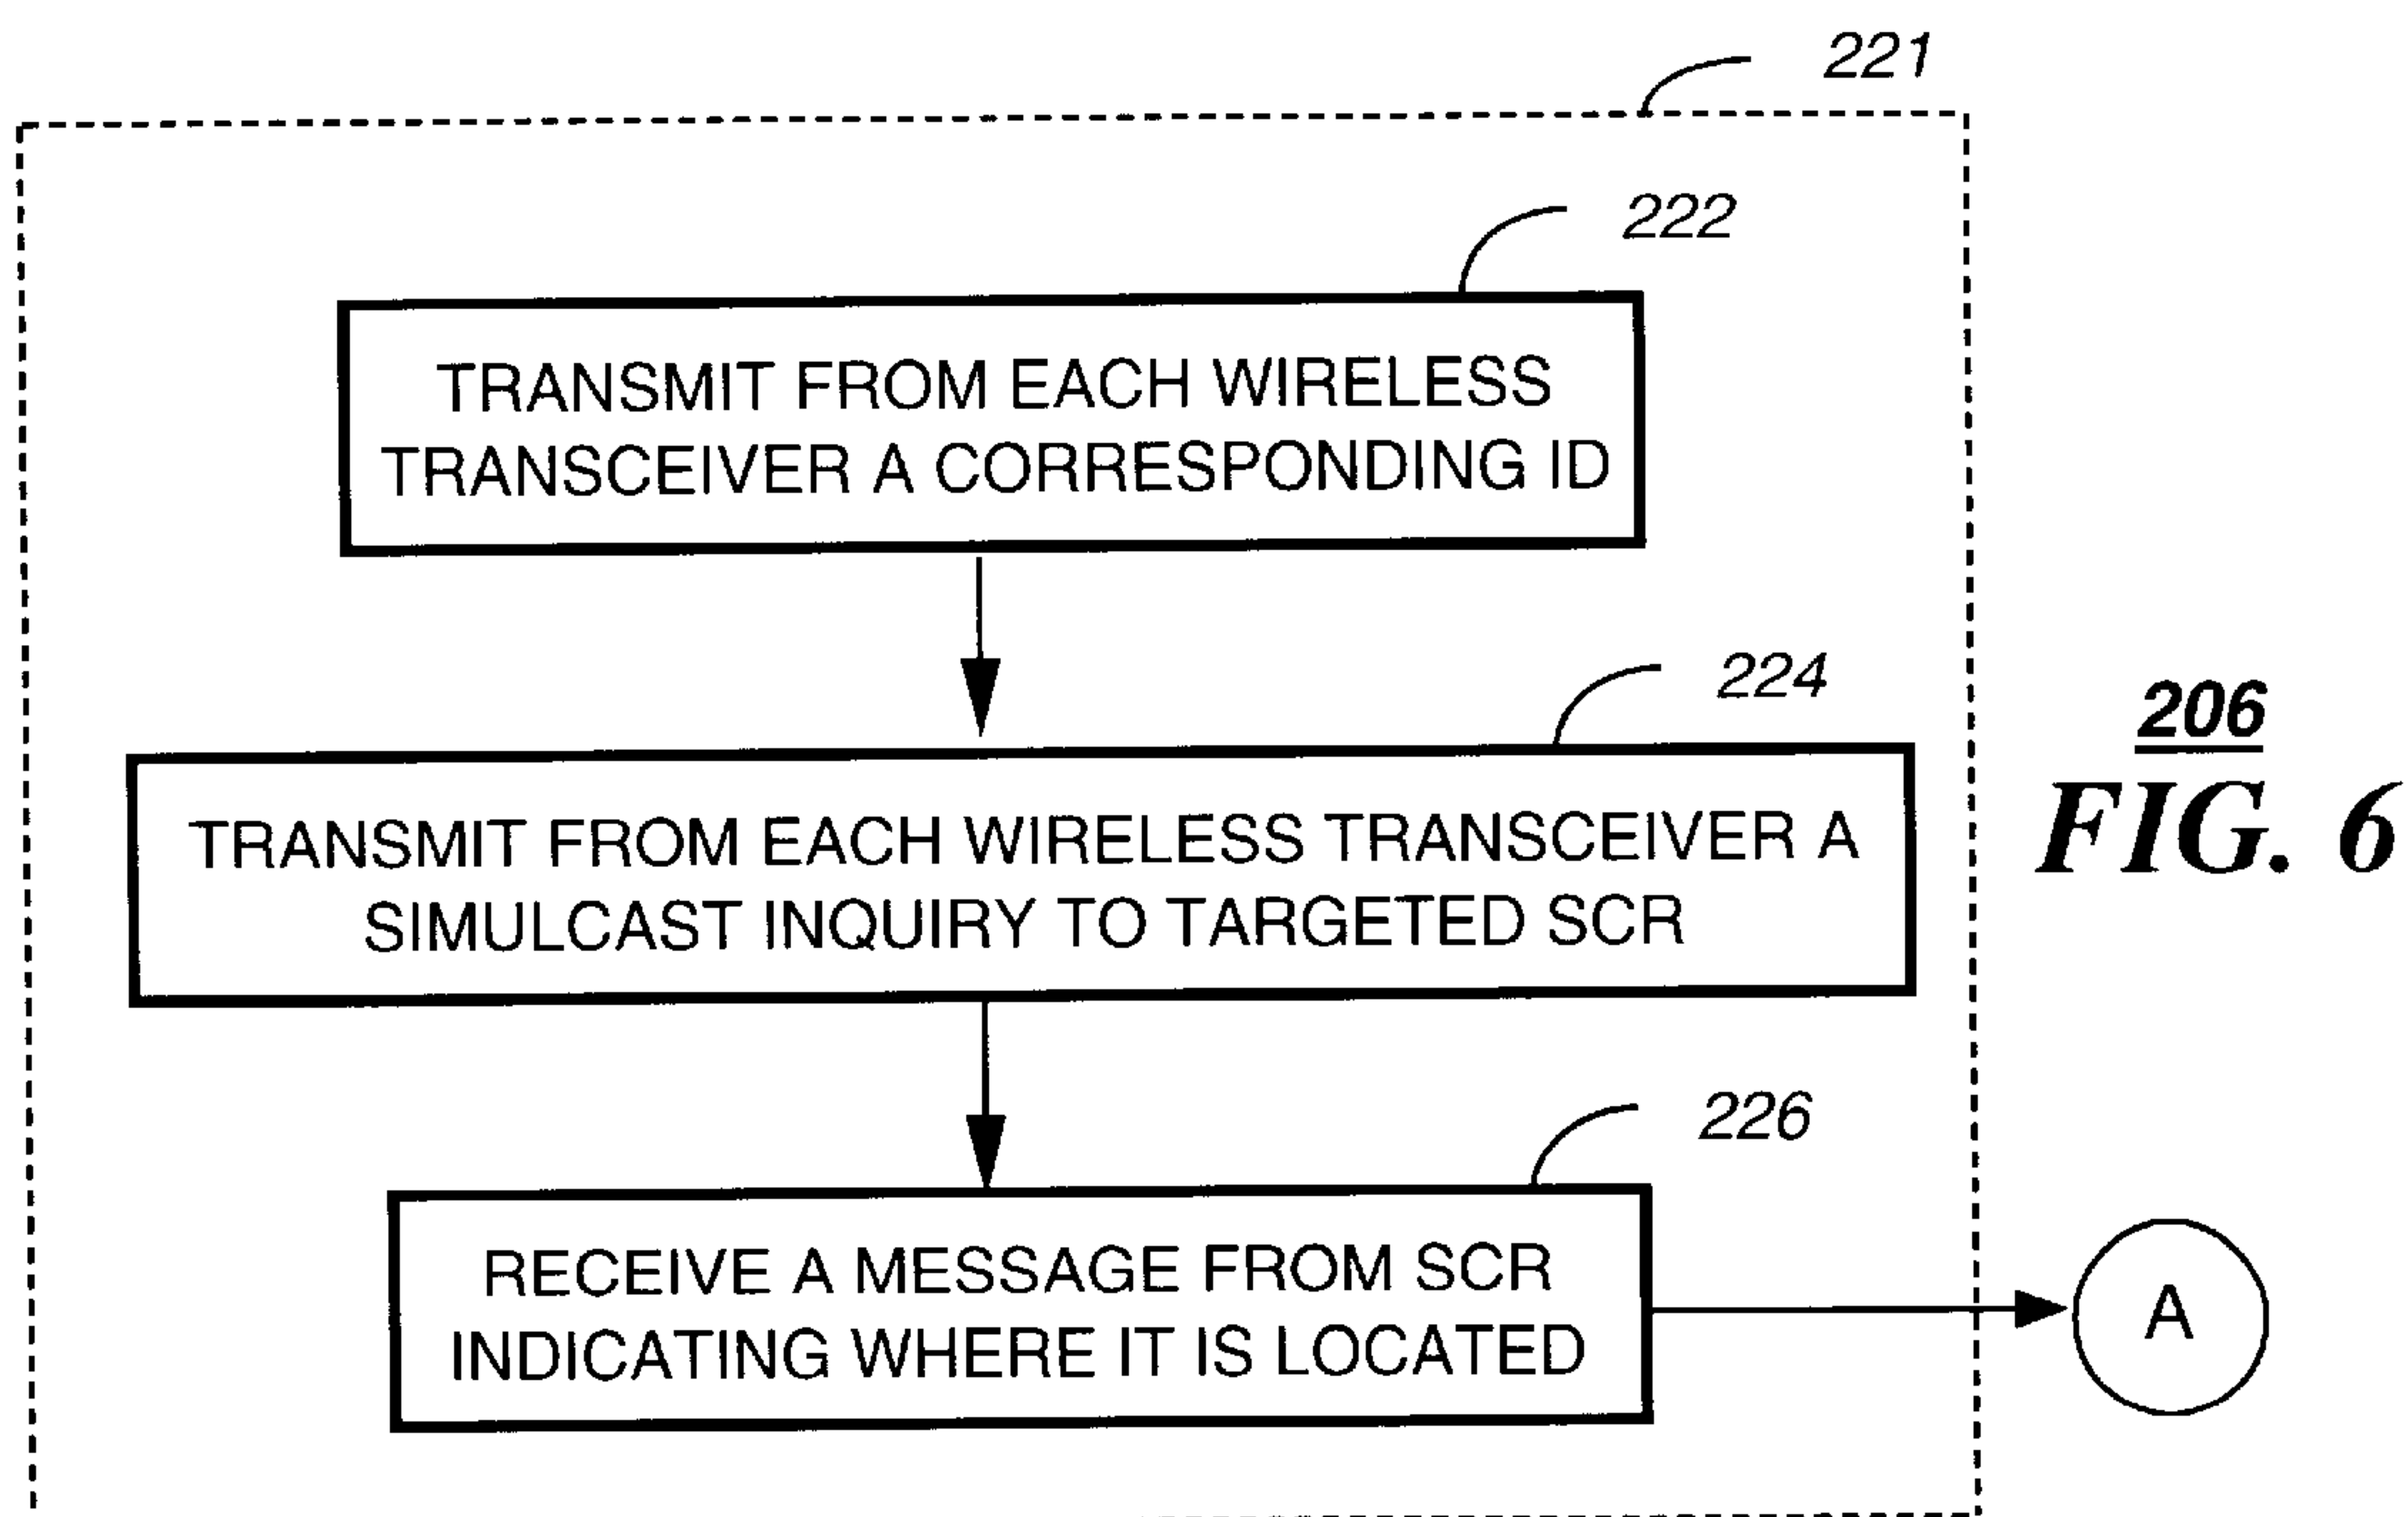 221
222
TRANSMIT FROM EACH WIRELESS
TRANSCEIVER A CORRESPONDING ID
224
TRANSMIT FROM EACH WIRELESS TRANSCEIVER A
SIMULCAST INQUIRY TO TARGETED SCR
206
FIG. 6
226
RECEIVE A MESSAGE FROM SCR
INDICATING WHERE IT IS LOCATED
A